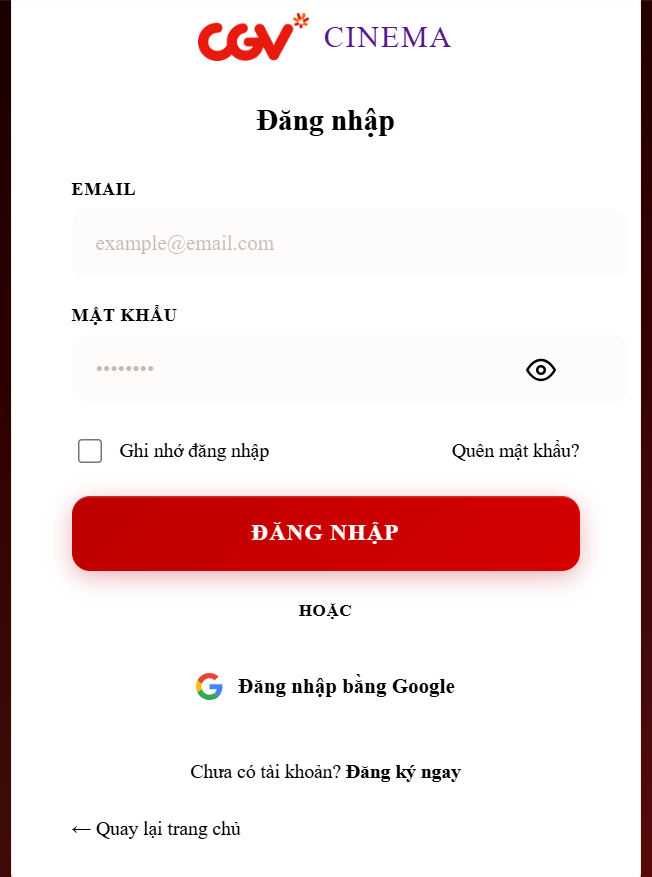 CGV CINEMA
Đăng nhập
EMAIL
example@email.com
MẬT KHẨU
••••••••
Ghi nhớ đăng nhập Quên mật khẩu?
ĐĂNG NHẬP
HOẶC
Đăng nhập bằng Google
Chưa có tài khoản? Đăng ký ngay
← Quay lại trang chủ